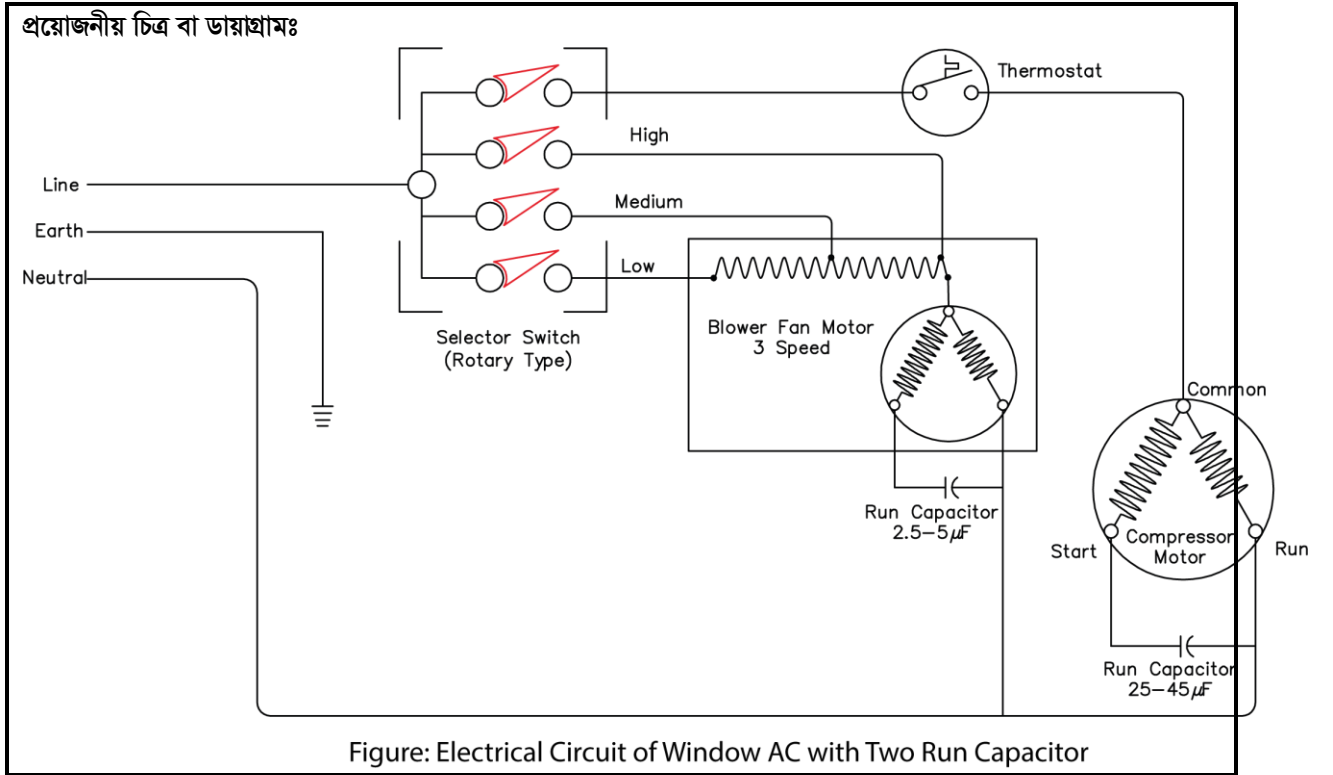 প্রয়োজনীয় চিত্র বা ডায়াগ্রামঃ
Thermostat
High
Line
Medium
Earth
Low
Neutral
Blower Fan Motor
3 Speed
Selector Switch
(Rotary Type)
Common
Run Capacitor
2.5–5μF
Start
Compressor
Motor
Run
Run Capacitor
25–45μF
Figure: Electrical Circuit of Window AC with Two Run Capacitor